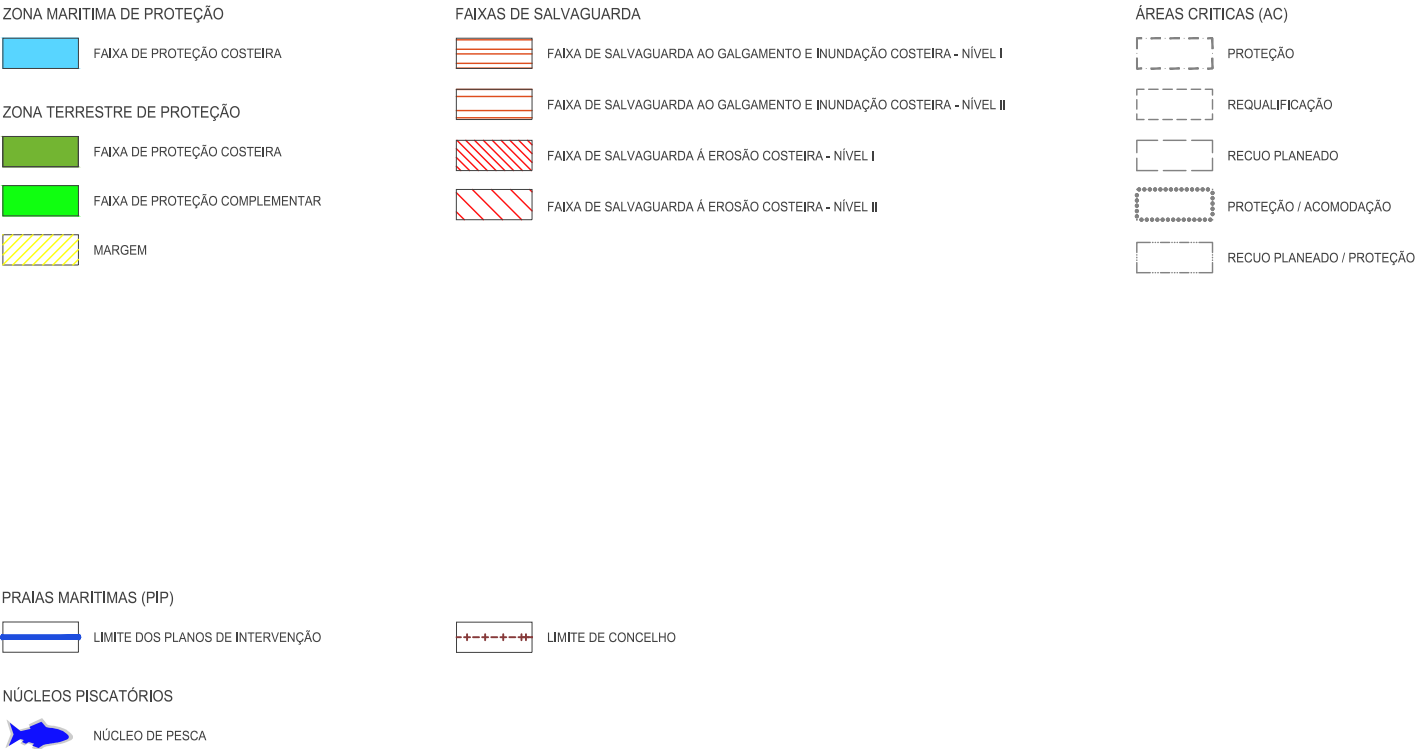 ZONA MARITIMA DE PROTEÇÃO
FAIXA DE PROTEÇÃO COSTEIRA
ZONA TERRESTRE DE PROTEÇÃO
FAIXA DE PROTEÇÃO COSTEIRA
FAIXA DE PROTEÇÃO COMPLEMENTAR
MARGEM
FAIXAS DE SALVAGUARDA
FAIXA DE SALVAGUARDA AO GALGAMENTO E INUNDAÇÃO COSTEIRA - NÍVEL I
FAIXA DE SALVAGUARDA AO GALGAMENTO E INUNDAÇÃO COSTEIRA - NÍVEL II
FAIXA DE SALVAGUARDA Á EROSÃO COSTEIRA - NÍVEL I
FAIXA DE SALVAGUARDA Á EROSÃO COSTEIRA - NÍVEL II
ÁREAS CRITICAS (AC)
PROTEÇÃO
REQUALIFICAÇÃO
RECUO PLANEADO
PROTEÇÃO / ACOMODAÇÃO
RECUO PLANEADO / PROTEÇÃO
PRAIAS MARITIMAS (PIP)
LIMITE DOS PLANOS DE INTERVENÇÃO
LIMITE DE CONCELHO
NÚCLEOS PISCATÓRIOS
NÚCLEO DE PESCA